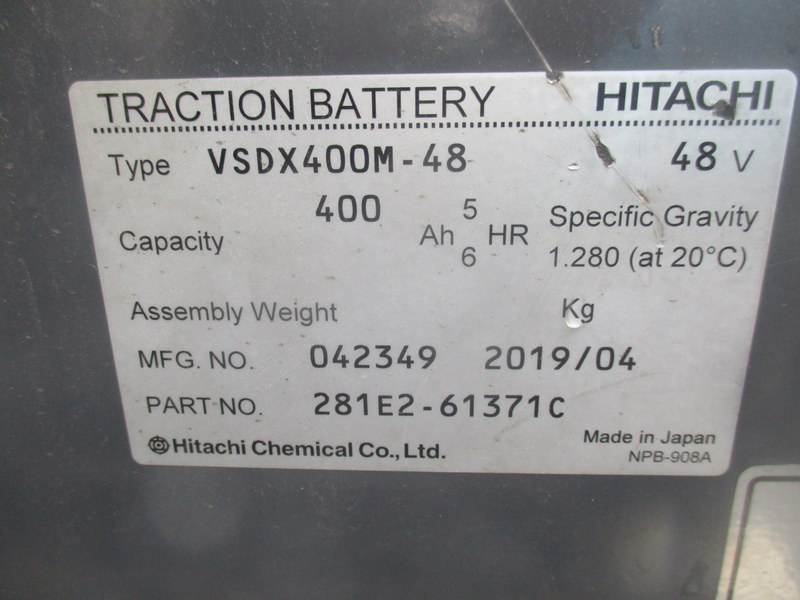 TRACTION BATTERY HITACHI
Type VSDX400M-48 48 V
Capacity 400 Ah 5 HR Specific Gravity
6 1.280 (at 20°C)
Assembly Weight Kg
MFG. NO. 042349 2019/04
PART NO. 281E2-61371C
Hitachi Chemical Co., Ltd. Made in Japan
NPB-908A